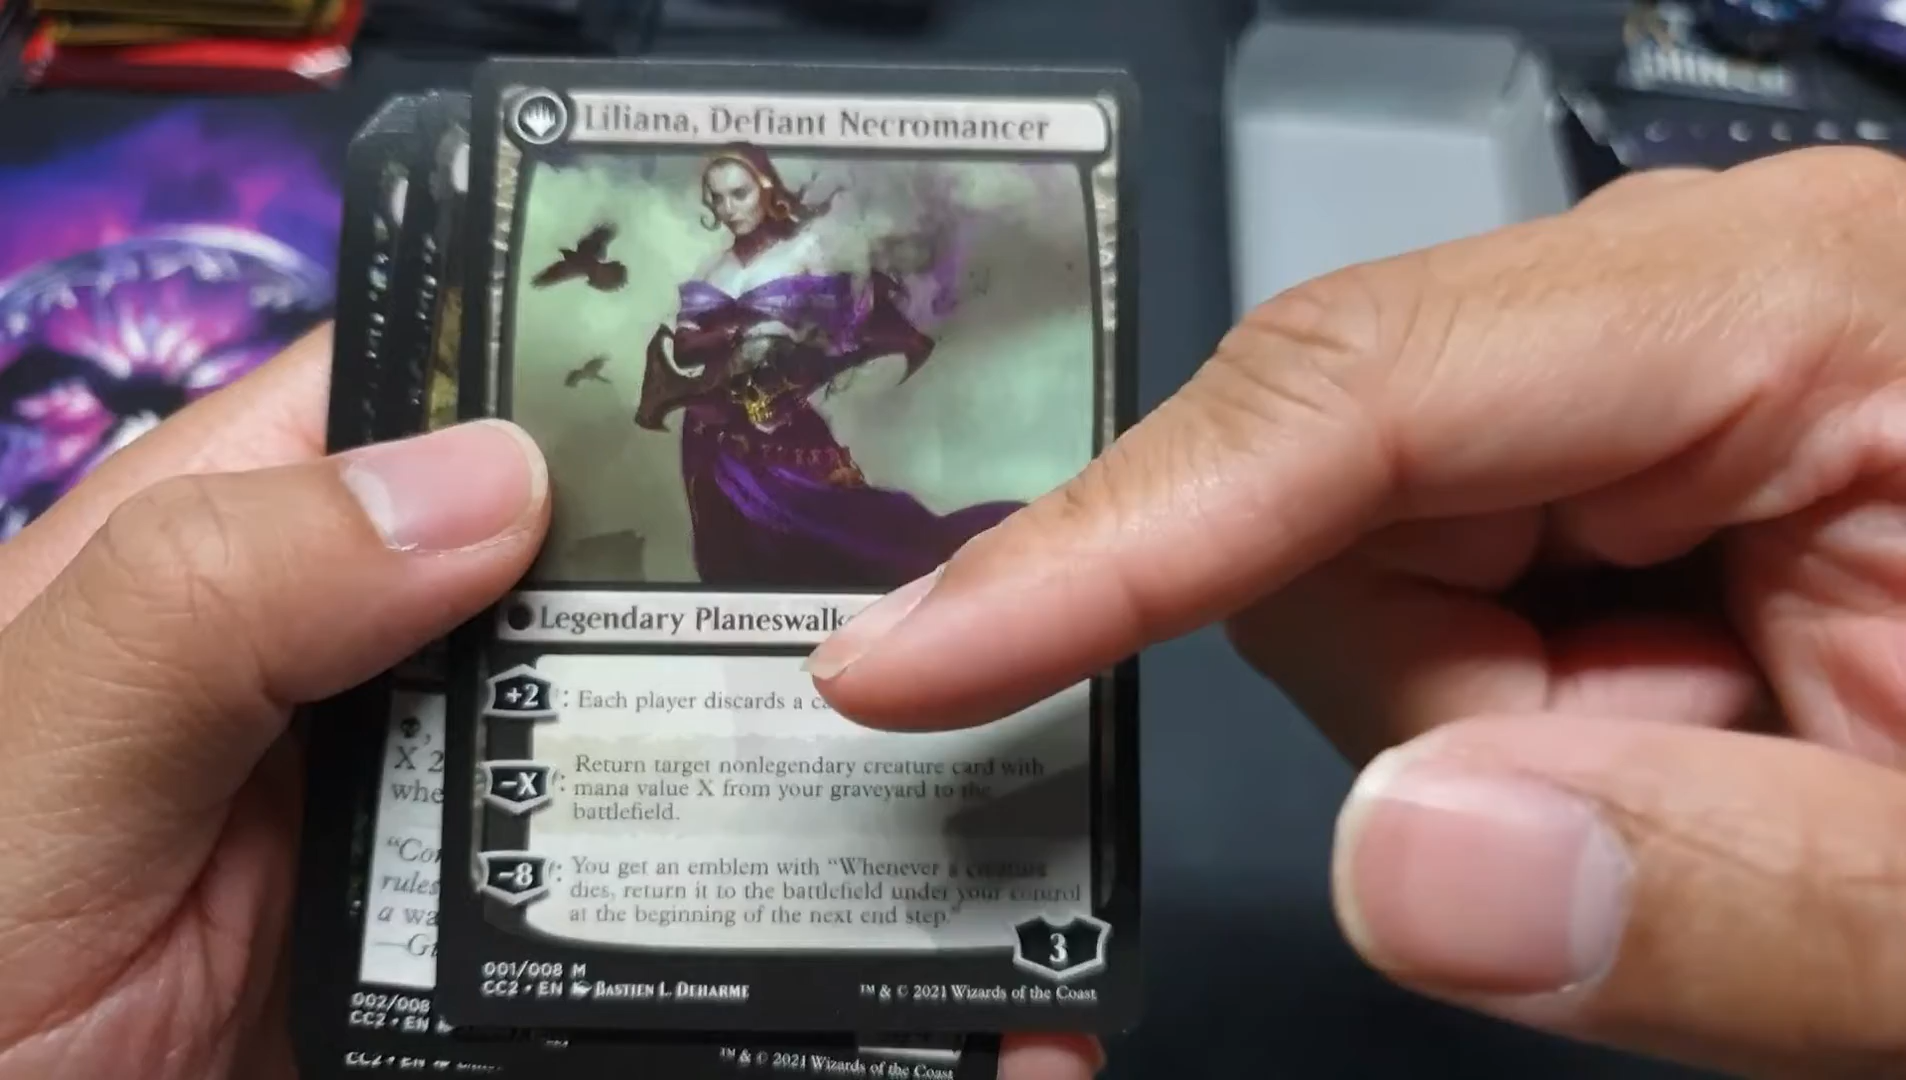 Liliana, Defiant Necromancer
Legendary Planeswalk
+2 : Each player discards a
-X : Return target nonlegendary creature card with
mana value X from your graveyard to the
battlefield.
-8 : You get an emblem with “Whenever a creature
dies, return it to the battlefield under your control
at the beginning of the next end step.”
3
001/008 M
CC2 • EN BASTIEN L. DEHARME
™ & © 2021 Wizards of the Coast
X 2
whe
“Co
rules
a wa
—G
002/008
CC2 • EN
CC2 • EN
™ & © 2021 Wizards of the Coast